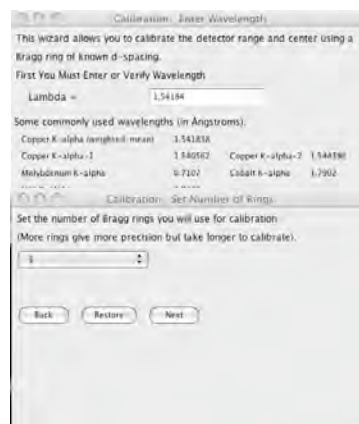 Calibration: Enter Wavelength
This wizard allows you to calibrate the detector range and center using a
Bragg ring of known d-spacing.
First You Must Enter or Verify Wavelength
Lambda = 1.54184
Some commonly used wavelengths (in Angstroms):
Copper K-alpha (weighted mean) 1.541838
Copper K-alpha-1 1.540562 Copper K-alpha-2 1.544390
Molybdenum K-alpha 0.7107 Cobalt K-alpha 1.7902
Calibration: Set Number of Rings
Set the number of Bragg rings you will use for calibration
(More rings give more precision but take longer to calibrate).
Back Restore Next